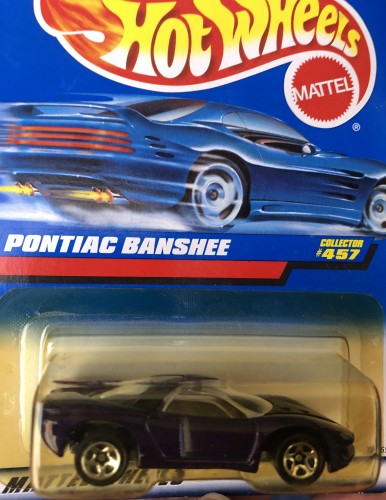 HOT WHEELS
MATTEL
®
PONTIAC BANSHEE
COLLECTOR
#457